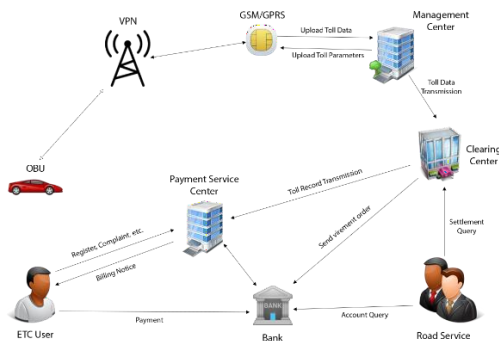 VPN
GSM/GPRS
Management
Center
Upload Toll Data
Upload Toll Parameters
Toll Data
Transmission
OBU
Clearing
Center
Payment Service
Center
Toll Record Transmission
Register, Complaint, etc.
Billing Notice
Send virement order
Settlement
Query
BANK
Payment
Account Query
ETC User
Bank
Road Service